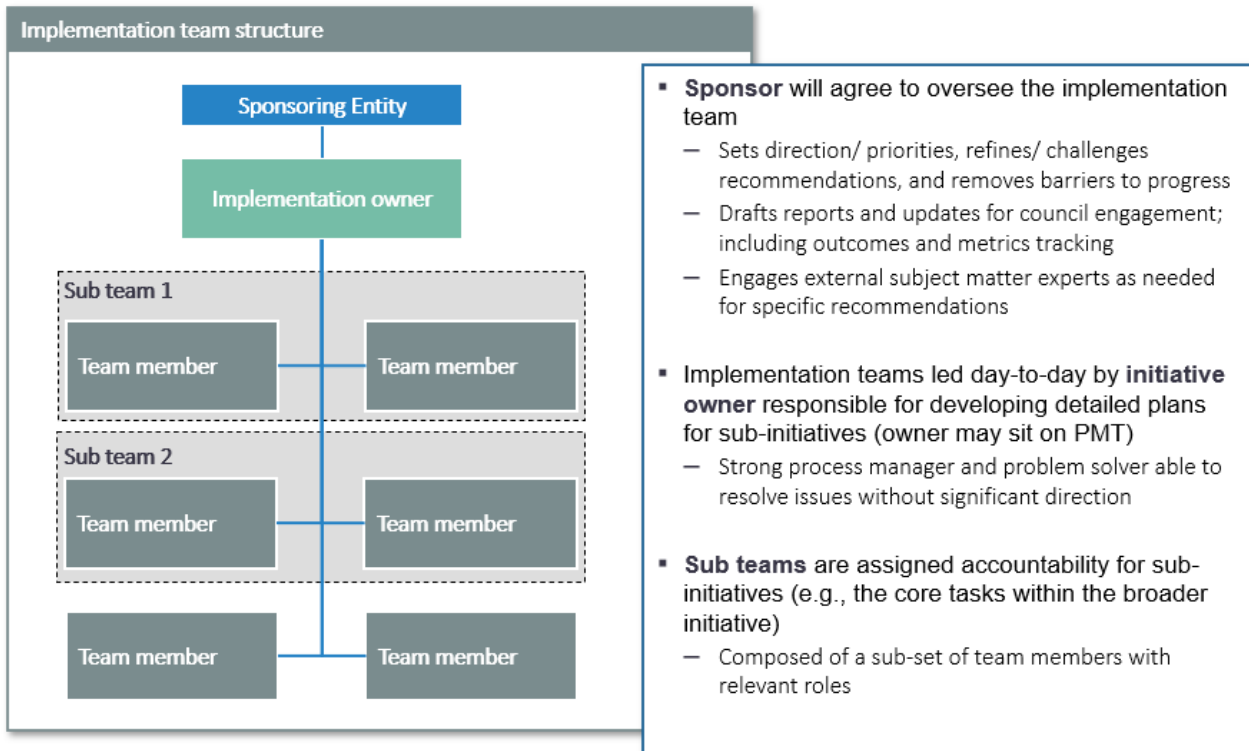 Implementation team structure
Sponsoring Entity
Implementation owner
Sub team 1
Team member
Team member
Sub team 2
Team member
Team member
Team member
Team member
▪ Sponsor will agree to oversee the implementation
team
— Sets direction/ priorities, refines/ challenges
recommendations, and removes barriers to progress
— Drafts reports and updates for council engagement;
including outcomes and metrics tracking
— Engages external subject matter experts as needed
for specific recommendations
▪ Implementation teams led day-to-day by initiative
owner responsible for developing detailed plans
for sub-initiatives (owner may sit on PMT)
— Strong process manager and problem solver able to
resolve issues without significant direction
▪ Sub teams are assigned accountability for sub-
initiatives (e.g., the core tasks within the broader
initiative)
— Composed of a sub-set of team members with
relevant roles